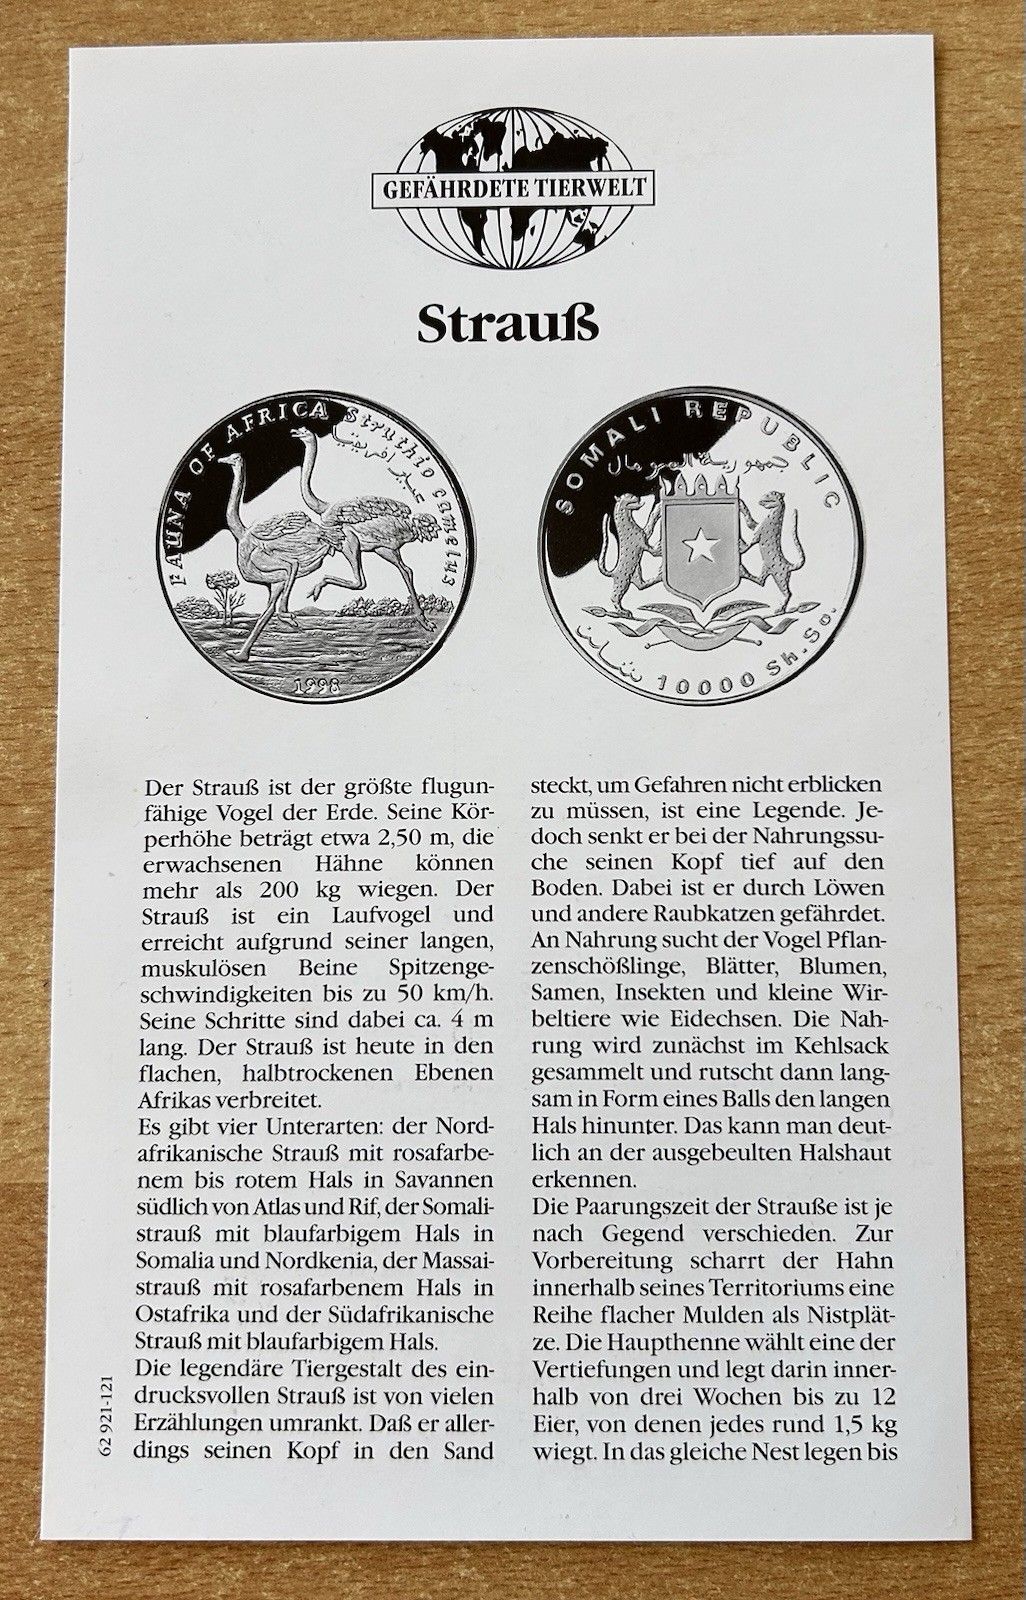 GEFÄHRDETE TIERWELT
Strauß
FAUNA OF AFRICA Struthio camelus
1998
SOMALI REPUBLIC
جمهورية الصومال
شلن 10000 Sh.So.
Der Strauß ist der größte flugun-
fähige Vogel der Erde. Seine Kör-
perhöhe beträgt etwa 2,50 m, die
erwachsenen Hähne können
mehr als 200 kg wiegen. Der
Strauß ist ein Laufvogel und
erreicht aufgrund seiner langen,
muskulösen Beine Spitzenge-
schwindigkeiten bis zu 50 km/h.
Seine Schritte sind dabei ca. 4 m
lang. Der Strauß ist heute in den
flachen, halbtrockenen Ebenen
Afrikas verbreitet.
Es gibt vier Unterarten: der Nord-
afrikanische Strauß mit rosafarbe-
nem bis rotem Hals in Savannen
südlich von Atlas und Rif, der Somali-
strauß mit blaufarbigem Hals in
Somalia und Nordkenia, der Massai-
strauß mit rosafarbenem Hals in
Ostafrika und der Südafrikanische
Strauß mit blaufarbigem Hals.
Die legendäre Tiergestalt des ein-
drucksvollen Strauß ist von vielen
Erzählungen umrankt. Daß er aller-
dings seinen Kopf in den Sand
steckt, um Gefahren nicht erblicken
zu müssen, ist eine Legende. Je-
doch senkt er bei der Nahrungssu-
che seinen Kopf tief auf den
Boden. Dabei ist er durch Löwen
und andere Raubkatzen gefährdet.
An Nahrung sucht der Vogel Pflan-
zenschößlinge, Blätter, Blumen,
Samen, Insekten und kleine Wir-
beltiere wie Eidechsen. Die Nah-
rung wird zunächst im Kehlsack
gesammelt und rutscht dann lang-
sam in Form eines Balls den langen
Hals hinunter. Das kann man deut-
lich an der ausgebeulten Halshaut
erkennen.
Die Paarungszeit der Strauße ist je
nach Gegend verschieden. Zur
Vorbereitung scharrt der Hahn
innerhalb seines Territoriums eine
Reihe flacher Mulden als Nistplät-
ze. Die Haupthenne wählt eine der
Vertiefungen und legt darin inner-
halb von drei Wochen bis zu 12
Eier, von denen jedes rund 1,5 kg
wiegt. In das gleiche Nest legen bis
62 921-121